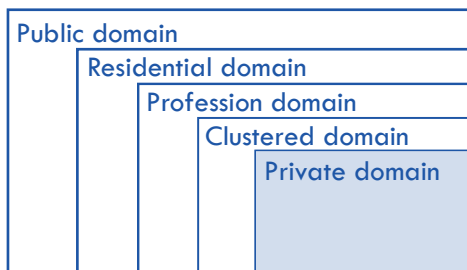 Public domain
Residential domain
Profession domain
Clustered domain
Private domain